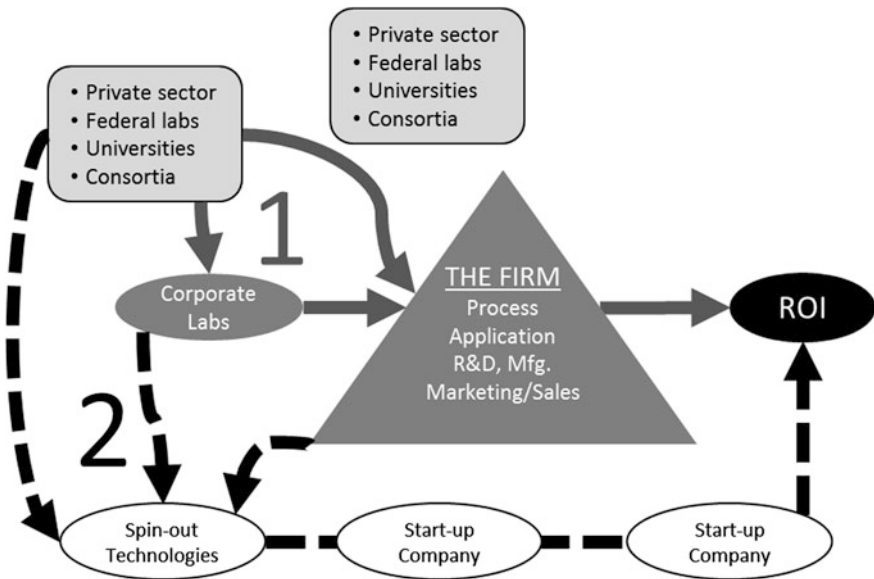 • Private sector
• Federal labs
• Universities
• Consortia
• Private sector
• Federal labs
• Universities
• Consortia
1
THE FIRM
Process
Application
R&D, Mfg.
Marketing/Sales
Corporate
Labs
ROI
2
Spin-out
Technologies
Start-up
Company
Start-up
Company